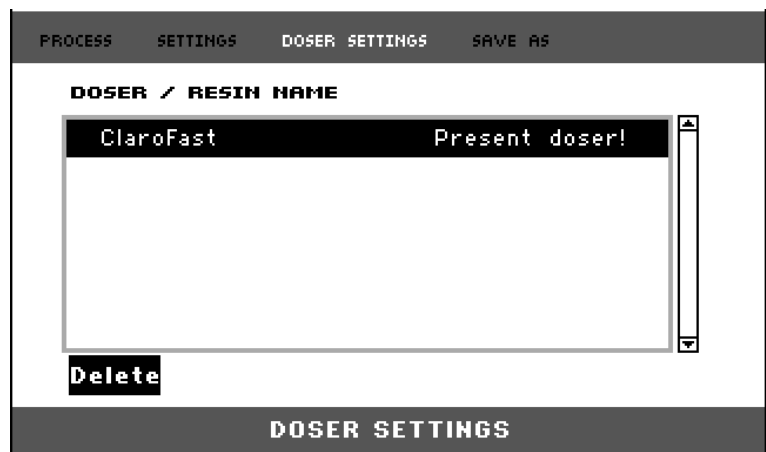 PROCESS SETTINGS DOSER SETTINGS SAVE AS
DOSER / RESIN NAME
ClaroFast Present doser!
Delete
DOSER SETTINGS